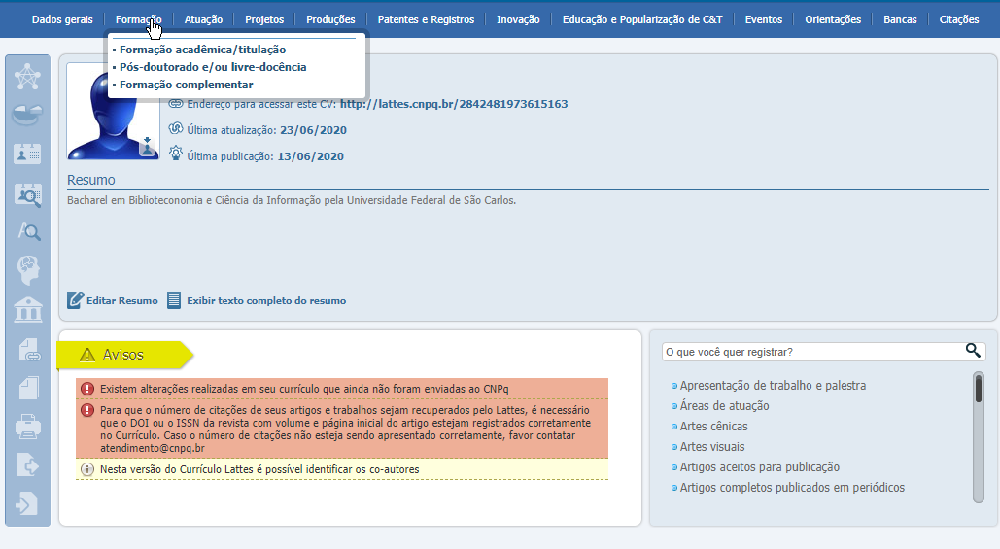 Dados gerais Formação Atuação Projetos Produções Patentes e Registros Inovação Educação e Popularização de C&T Eventos Orientações Bancas Citações
Formação acadêmica/titulação
Pós-doutorado e/ou livre-docência
Formação complementar
Endereço para acessar este CV: http://lattes.cnpq.br/2842481973615163
Última atualização: 23/06/2020
Última publicação: 13/06/2020
Resumo
Bacharel em Biblioteconomia e Ciência da Informação pela Universidade Federal de São Carlos.
Editar Resumo Exibir texto completo do resumo
Avisos
Existem alterações realizadas em seu currículo que ainda não foram enviadas ao CNPq
Para que o número de citações de seus artigos e trabalhos sejam recuperados pelo Lattes, é necessário
que o DOI ou o ISSN da revista com volume e página inicial do artigo estejam registrados corretamente
no Currículo. Caso o número de citações não esteja sendo apresentado corretamente, favor contatar
atendimento@cnpq.br
Nesta versão do Currículo Lattes é possível identificar os co-autores
O que você quer registrar?
Apresentação de trabalho e palestra
Áreas de atuação
Artes cênicas
Artes visuais
Artigos aceitos para publicação
Artigos completos publicados em periódicos